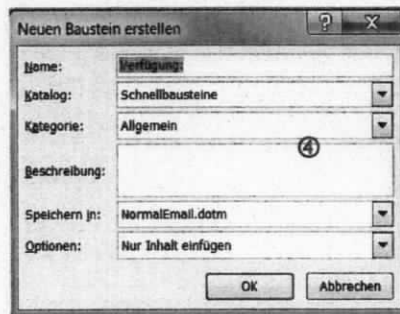 Neuen Baustein erstellen
Name: Verfügung:
Katalog: Schnellbausteine
Kategorie: Allgemein
④
Beschreibung:
Speichern in: NormalEmail.dotm
Optionen: Nur Inhalt einfügen
OK Abbrechen